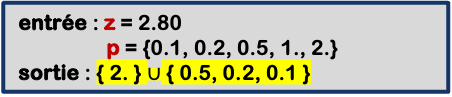 entrée : z = 2.80
p = {0.1, 0.2, 0.5, 1., 2.}
sortie : { 2. } ∪ { 0.5, 0.2, 0.1 }